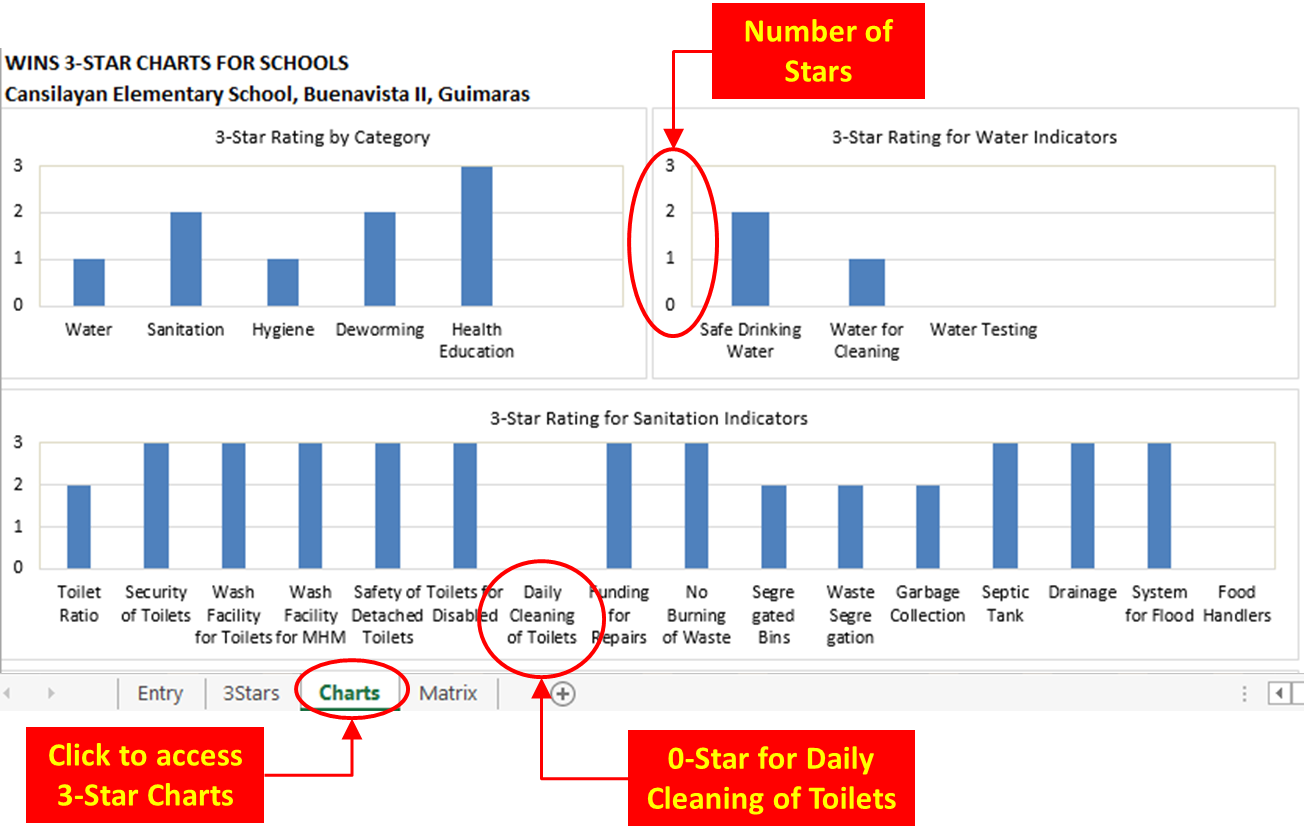 Number of
Stars
WINS 3-STAR CHARTS FOR SCHOOLS
Cansilayan Elementary School, Buenavista II, Guimaras
3-Star Rating by Category
3
2
1
0
Water
Sanitation
Hygiene
Deworming
Health
Education
3-Star Rating for Water Indicators
3
2
1
0
Safe Drinking
Water
Water for
Cleaning
Water Testing
3-Star Rating for Sanitation Indicators
3
2
1
0
Toilet
Ratio
Security
of Toilets
Wash
Facility
for Toilets
Wash
Facility
for MHM
Safety of
Detached
Toilets
Toilets for
Disabled
Daily
Cleaning
of Toilets
Funding
for
Repairs
No
Burning
of Waste
Segre
gated
Bins
Waste
Segre
gation
Garbage
Collection
Septic
Tank
Drainage
System
for Flood
Food
Handlers
Entry
3Stars
Charts
Matrix
Click to access
3-Star Charts
0-Star for Daily
Cleaning of Toilets